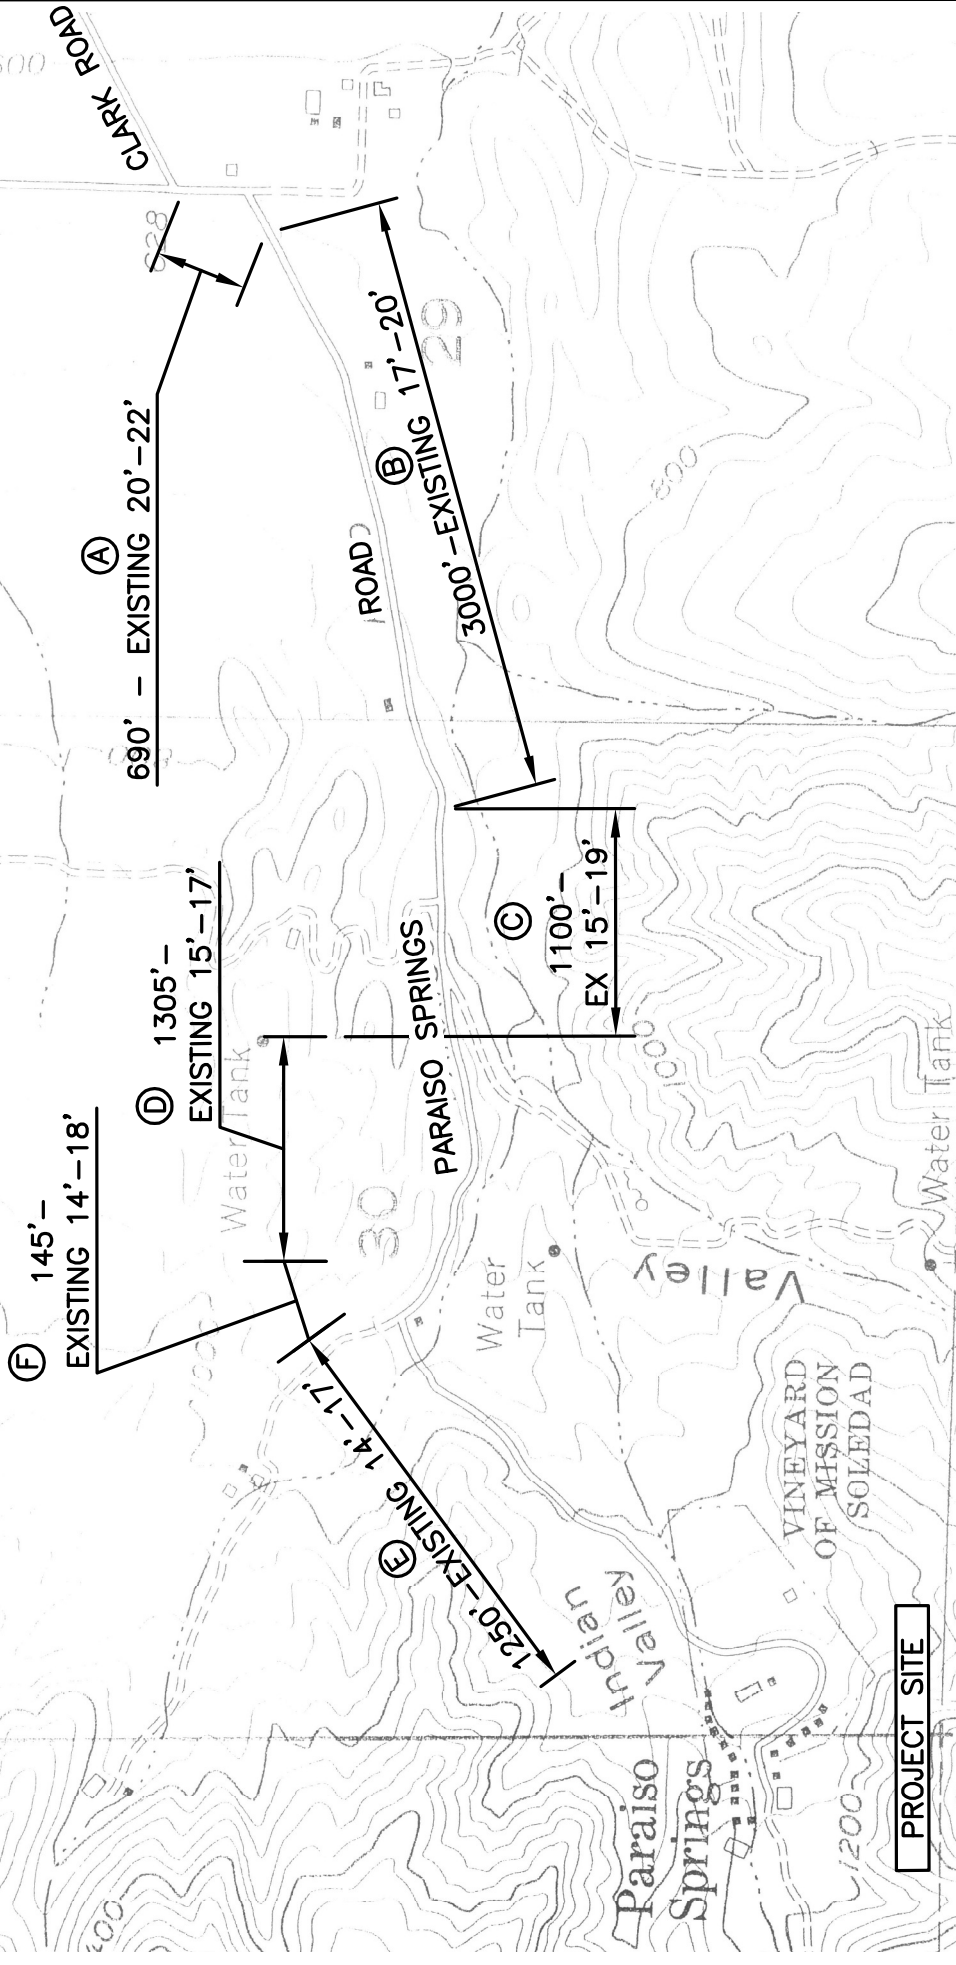 CLARK ROAD
628
Ⓐ
690' – EXISTING 20'–22'
Ⓑ
3000'–EXISTING 17'–20'
29
800
ROAD
Ⓒ
1100'–
EX 15'–19'
PARAISO SPRINGS
1000
Ⓓ
1305'–
EXISTING 15'–17'
Water Tank
30
Ⓕ
145'–
EXISTING 14'–18'
Ⓔ
1250'–EXISTING 14'–17'
Water
Tank
Valley
Water Tank
VINEYARD
OF MISSION
SOLEDAD
Indian
Valley
Paraiso
Springs
1200
PROJECT SITE